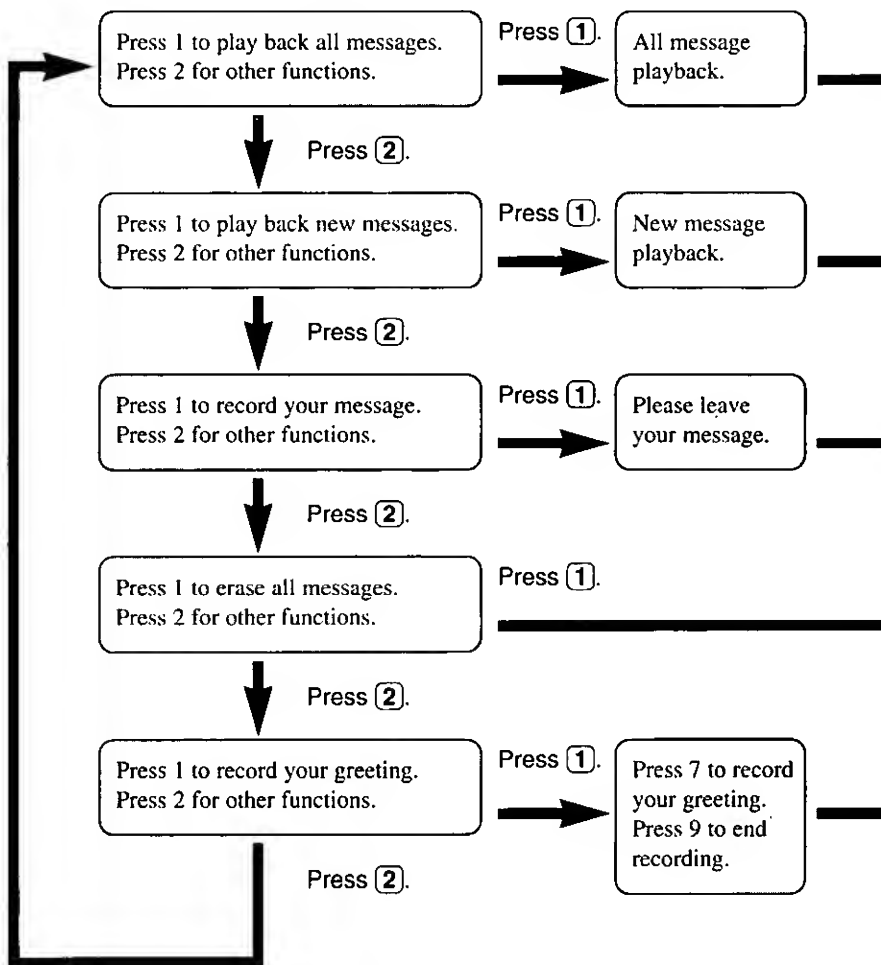 Press 1 to play back all messages.
Press 2 for other functions.
Press 1.
All message
playback.
Press 2.
Press 1 to play back new messages.
Press 2 for other functions.
Press 1.
New message
playback.
Press 2.
Press 1 to record your message.
Press 2 for other functions.
Press 1.
Please leave
your message.
Press 2.
Press 1 to erase all messages.
Press 2 for other functions.
Press 1.
Press 2.
Press 1 to record your greeting.
Press 2 for other functions.
Press 1.
Press 7 to record
your greeting.
Press 9 to end
recording.
Press 2.